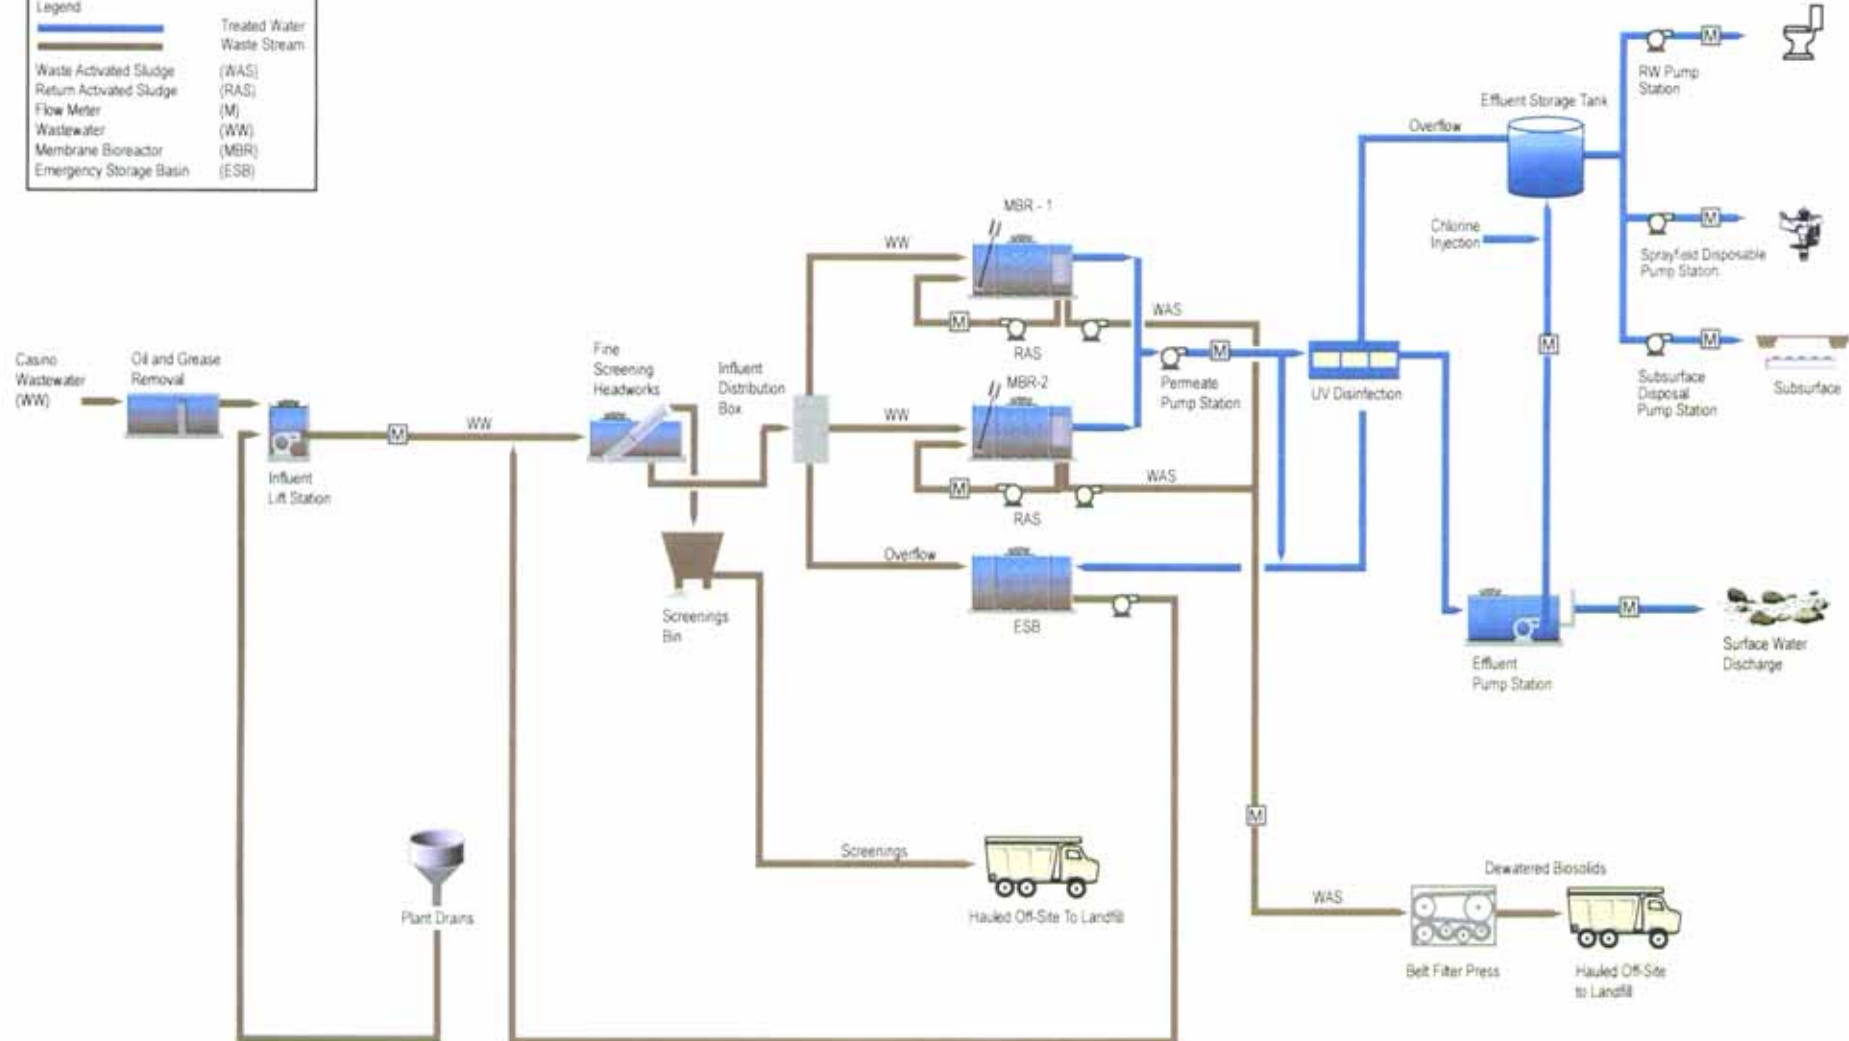 Legend
Treated Water
Waste Stream
Waste Activated Sludge (WAS)
Return Activated Sludge (RAS)
Flow Meter (M)
Wastewater (WW)
Membrane Bioreactor (MBR)
Emergency Storage Basin (ESB)
Casino
Wastewater
(WW)
Oil and Grease
Removal
Influent
Lift Station
M
WW
Fine
Screening
Headworks
Influent
Distribution
Box
Screenings
Bin
Plant Drains
Screenings
Hauled Off-Site To Landfill
WW
MBR - 1
M
RAS
WAS
WW
MBR-2
M
RAS
WAS
Overflow
ESB
M
Permeate
Pump Station
UV Disinfection
Overflow
Effluent Storage Tank
Chlorine
Injection
M
M
RW Pump
Station
M
Sprayfield Disposable
Pump Station
M
Subsurface
Disposal
Pump Station
Subsurface
Effluent
Pump Station
M
Surface Water
Discharge
M
WAS
Belt Filter Press
Dewatered Biosolids
Hauled Off-Site
to Landfill